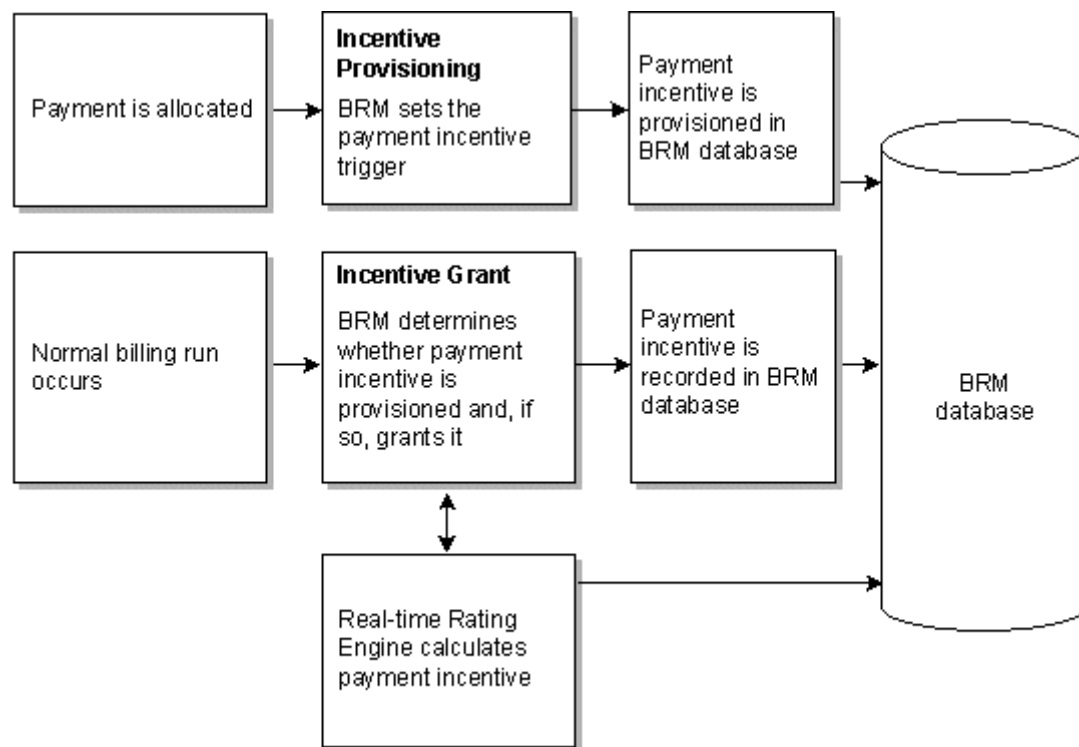 Payment is allocated
Incentive
Provisioning
BRM sets the
payment incentive
trigger
Payment
incentive is
provisioned in
BRM database
Normal billing run
occurs
Incentive Grant
BRM determines
whether payment
incentive is
provisioned and, if
so, grants it
Payment
incentive is
recorded in BRM
database
BRM
database
Real-time Rating
Engine calculates
payment incentive